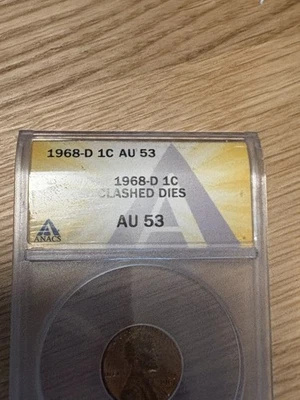 1968-D 1C AU 53
1968-D 1C
CLASHED DIES
AU 53
ANACS